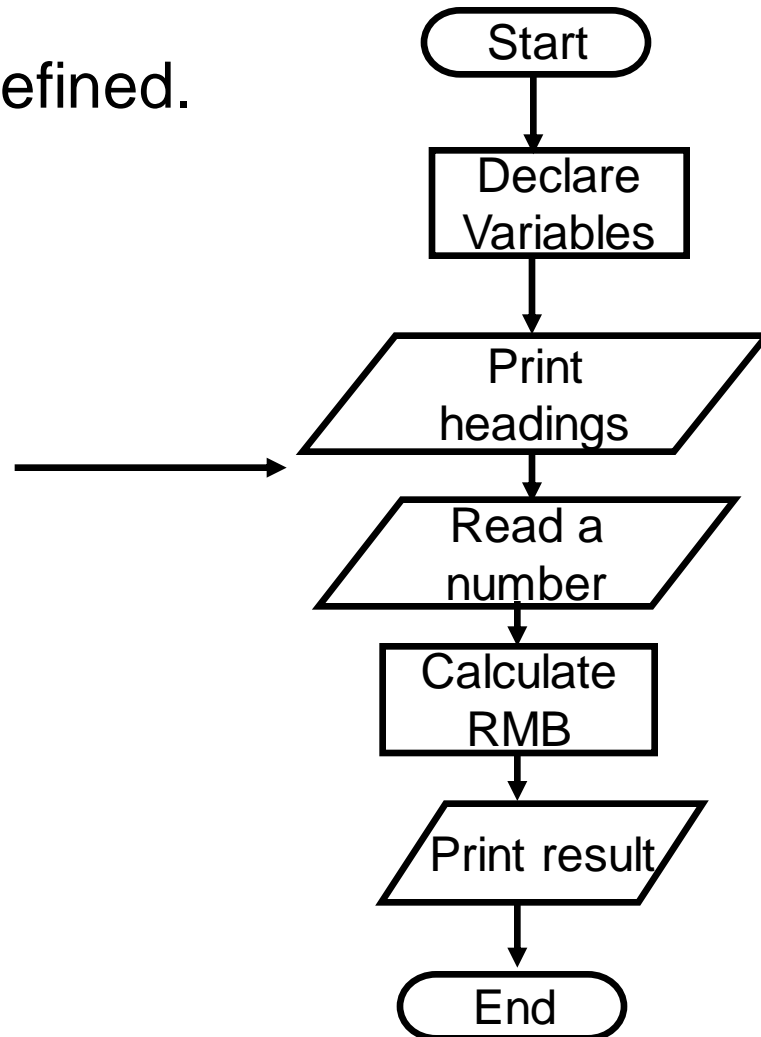 efined.
Start
Declare
Variables
Print
headings
Read a
number
Calculate
RMB
Print result
End